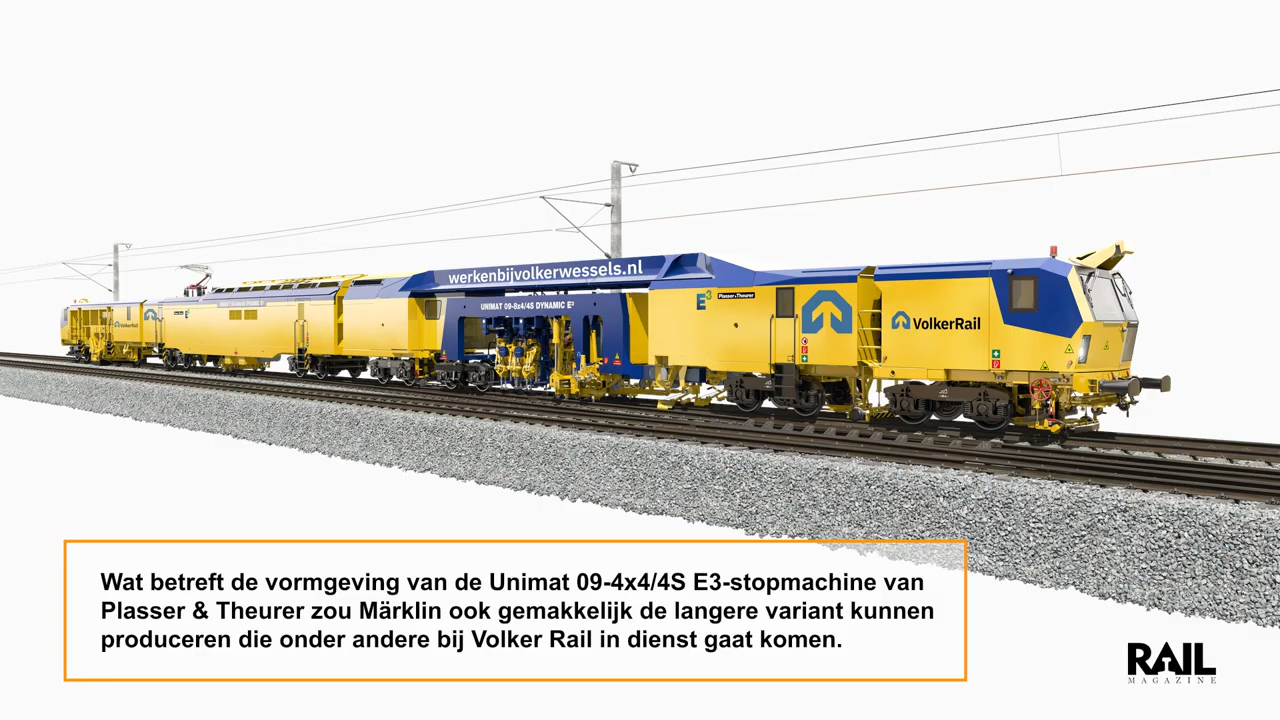 werkenbijvolkerwessels.nl
UNIMAT 09-8x4/4S DYNAMIC E³
E³
Plasser & Theurer
VolkerRail
VolkerRail
Wat betreft de vormgeving van de Unimat 09-4x4/4S E3-stopmachine van
Plasser & Theurer zou Märklin ook gemakkelijk de langere variant kunnen
produceren die onder andere bij Volker Rail in dienst gaat komen.
RAIL
MAGAZINE